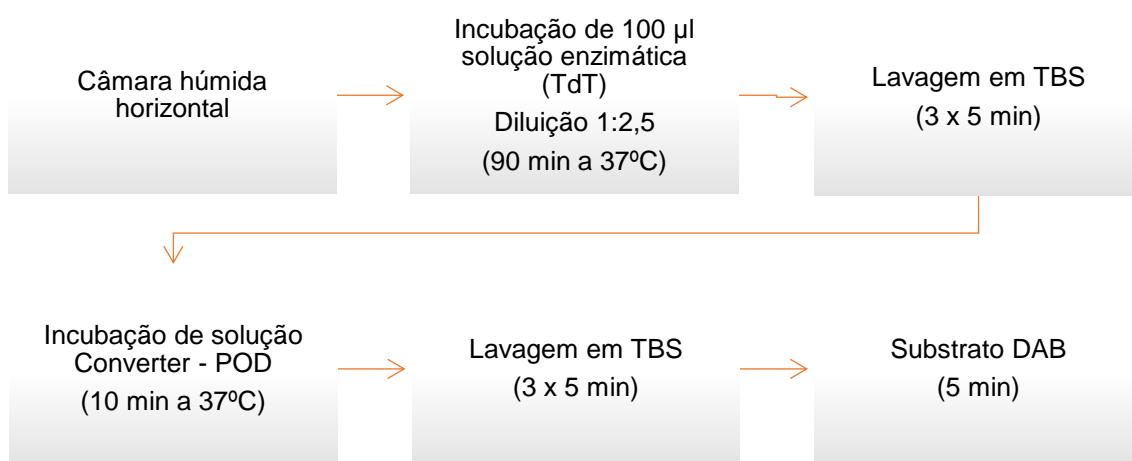 Câmara húmida
horizontal
Incubação de 100 µl
solução enzimática
(TdT)
Diluição 1:2,5
(90 min a 37ºC)
Lavagem em TBS
(3 x 5 min)
Incubação de solução
Converter - POD
(10 min a 37ºC)
Lavagem em TBS
(3 x 5 min)
Substrato DAB
(5 min)